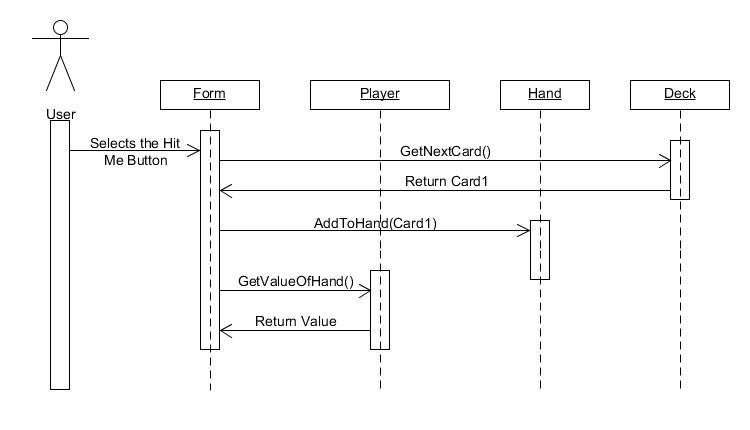 User
Form
Player
Hand
Deck
Selects the Hit
Me Button
GetNextCard()
Return Card1
AddToHand(Card1)
GetValueOfHand()
Return Value